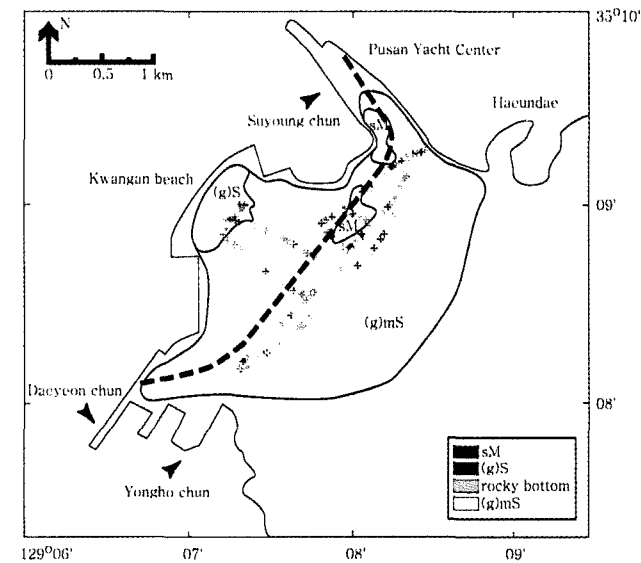 35°10'
N
Pusan Yacht Center
0 0.5 1 km
Haeundae
Suyoung chun
sM
Kwangan beach
(g)S
09'
sM
(g)mS
Daeyeon chun
08'
Yongho chun
sM
(g)S
rocky bottom
(g)mS
129°06' 07' 08' 09'